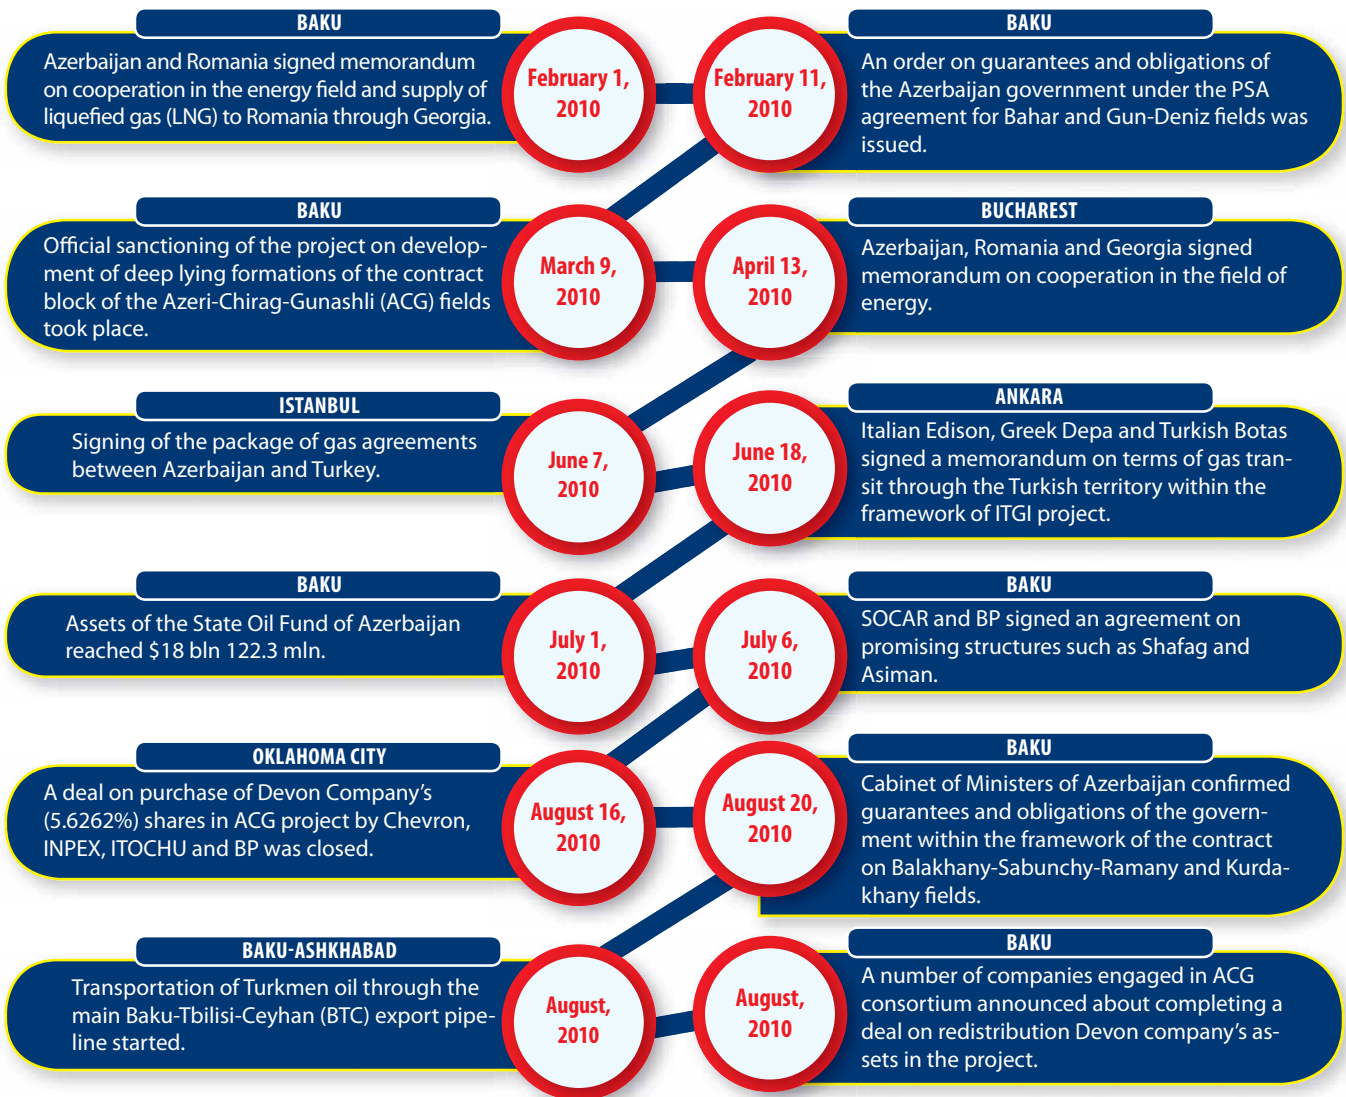 BAKU
Azerbaijan and Romania signed memorandum
on cooperation in the energy field and supply of
liquefied gas (LNG) to Romania through Georgia.
February 1,
2010
February 11,
2010
BAKU
An order on guarantees and obligations of
the Azerbaijan government under the PSA
agreement for Bahar and Gun-Deniz fields was
issued.
BAKU
Official sanctioning of the project on develop-
ment of deep lying formations of the contract
block of the Azeri-Chirag-Gunashli (ACG) fields
took place.
March 9,
2010
April 13,
2010
BUCHAREST
Azerbaijan, Romania and Georgia signed
memorandum on cooperation in the field of
energy.
ISTANBUL
Signing of the package of gas agreements
between Azerbaijan and Turkey.
June 7,
2010
June 18,
2010
ANKARA
Italian Edison, Greek Depa and Turkish Botas
signed a memorandum on terms of gas tran-
sit through the Turkish territory within the
framework of ITGI project.
BAKU
Assets of the State Oil Fund of Azerbaijan
reached $18 bln 122.3 mln.
July 1,
2010
July 6,
2010
BAKU
SOCAR and BP signed an agreement on
promising structures such as Shafag and
Asiman.
OKLAHOMA CITY
A deal on purchase of Devon Company's
(5.6262%) shares in ACG project by Chevron,
INPEX, ITOCHU and BP was closed.
August 16,
2010
August 20,
2010
BAKU
Cabinet of Ministers of Azerbaijan confirmed
guarantees and obligations of the govern-
ment within the framework of the contract
on Balakhany-Sabunchy-Ramany and Kurda-
khany fields.
BAKU-ASHKHABAD
Transportation of Turkmen oil through the
main Baku-Tbilisi-Ceyhan (BTC) export pipe-
line started.
August,
2010
August,
2010
BAKU
A number of companies engaged in ACG
consortium announced about completing a
deal on redistribution Devon company's as-
sets in the project.